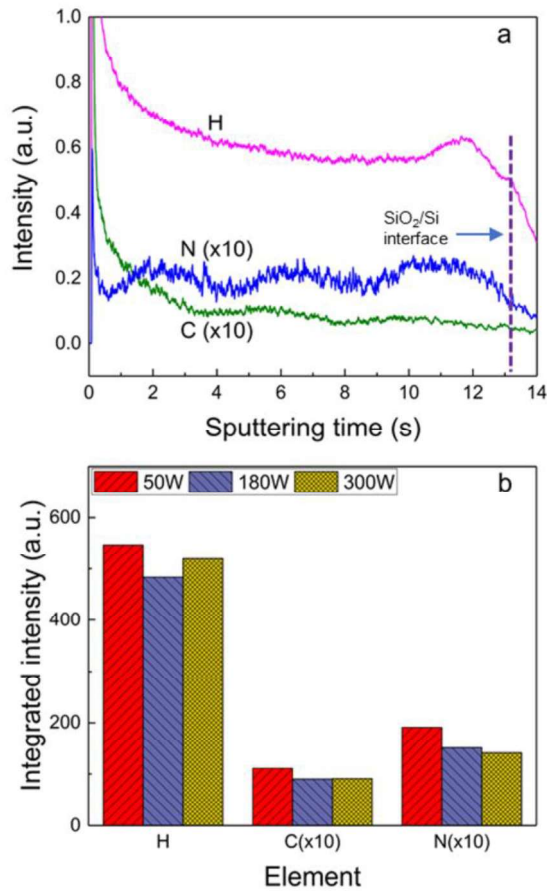 a
1.0
0.8
0.6
0.4
0.2
0.0
Intensity (a.u.)
H
N (x10)
C (x10)
SiO₂/Si
interface
0 2 4 6 8 10 12 14
Sputtering time (s)
50W 180W 300W
b
600
400
200
0
Integrated intensity (a.u.)
H C(x10) N(x10)
Element